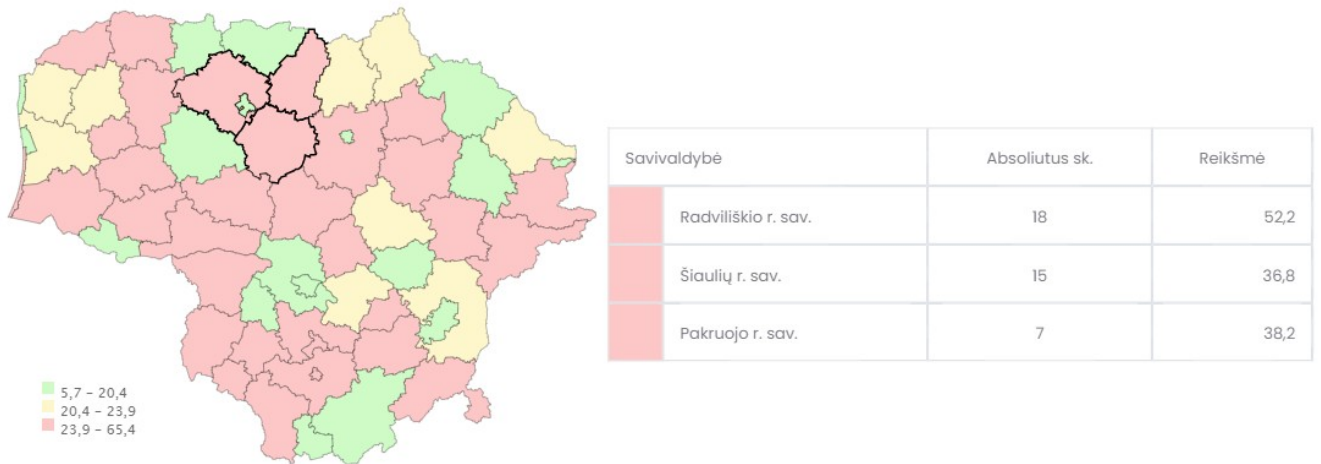 Savivaldybė Absoliutus sk. Reikšmė
Radviliškio r. sav. 18 52,2
Šiaulių r. sav. 15 36,8
Pakruojo r. sav. 7 38,2
5,7 – 20,4
20,4 – 23,9
23,9 – 65,4